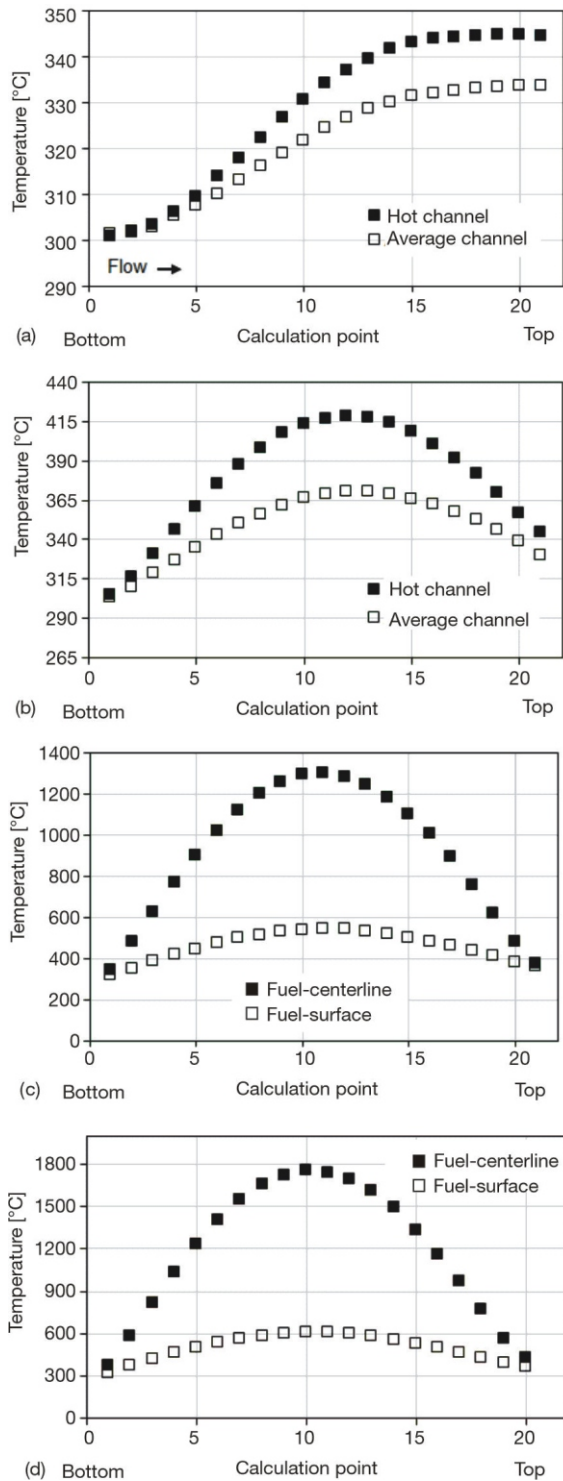 350
340
330
320
310
300
290
Temperature [°C]
Hot channel
Average channel
Flow →
0 5 10 15 20
(a) Bottom Calculation point Top
440
415
390
365
340
315
290
265
Temperature [°C]
Hot channel
Average channel
0 5 10 15 20
(b) Bottom Calculation point Top
1400
1200
1000
800
600
400
200
0
Temperature [°C]
Fuel-centerline
Fuel-surface
0 5 10 15 20
(c) Bottom Calculation point Top
1800
1500
1200
900
600
300
0
Temperature [°C]
Fuel-centerline
Fuel-surface
0 5 10 15 20
(d) Bottom Calculation point Top